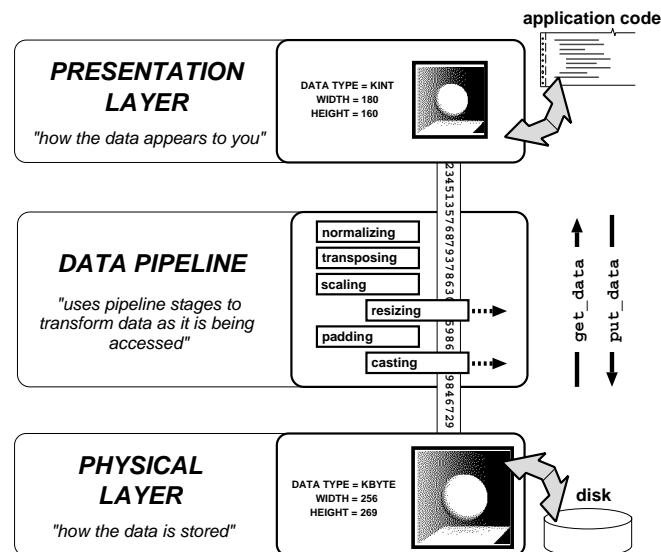 application code
PRESENTATION
LAYER
"how the data appears to you"
DATA TYPE = KINT
WIDTH = 180
HEIGHT = 160
DATA PIPELINE
"uses pipeline stages to
transform data as it is being
accessed"
normalizing
transposing
scaling
resizing
padding
casting
get_data
put_data
PHYSICAL
LAYER
"how the data is stored"
DATA TYPE = KBYTE
WIDTH = 256
HEIGHT = 269
disk